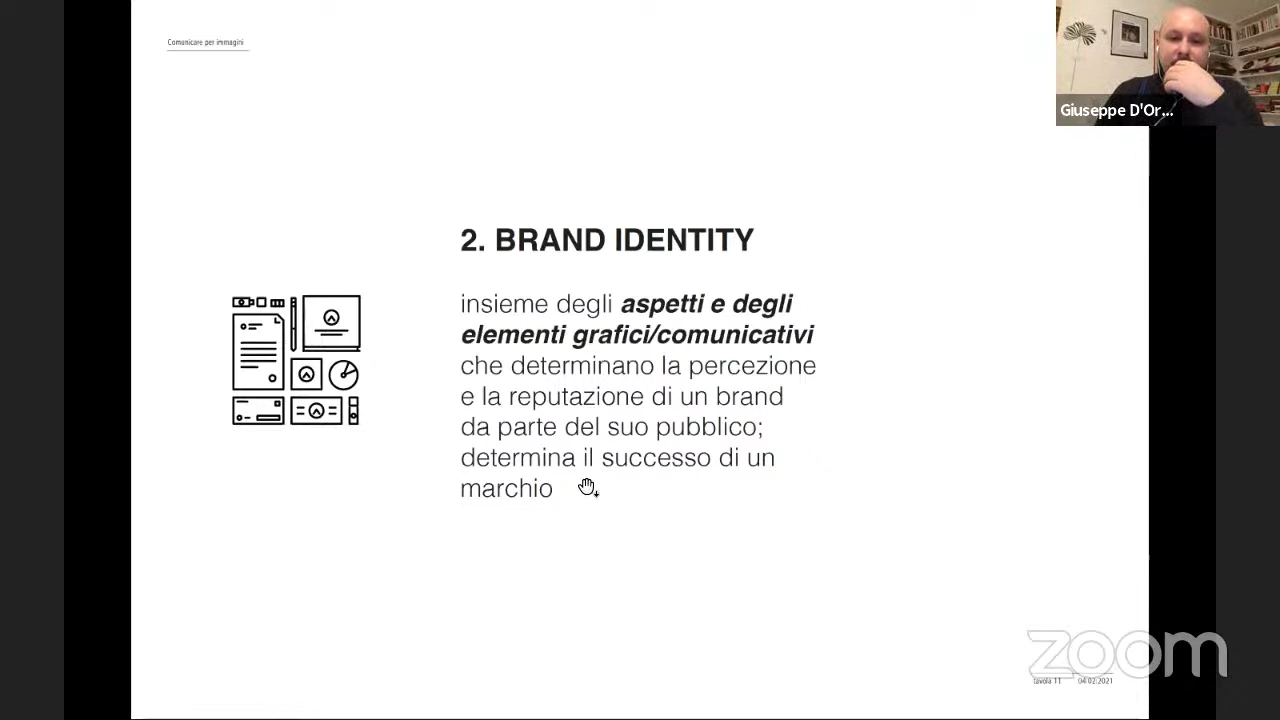 Comunicare per immagini
Giuseppe D'Or...
2. BRAND IDENTITY
insieme degli aspetti e degli
elementi grafici/comunicativi
che determinano la percezione
e la reputazione di un brand
da parte del suo pubblico;
determina il successo di un
marchio
zoom
tavola 11 04.02.2021